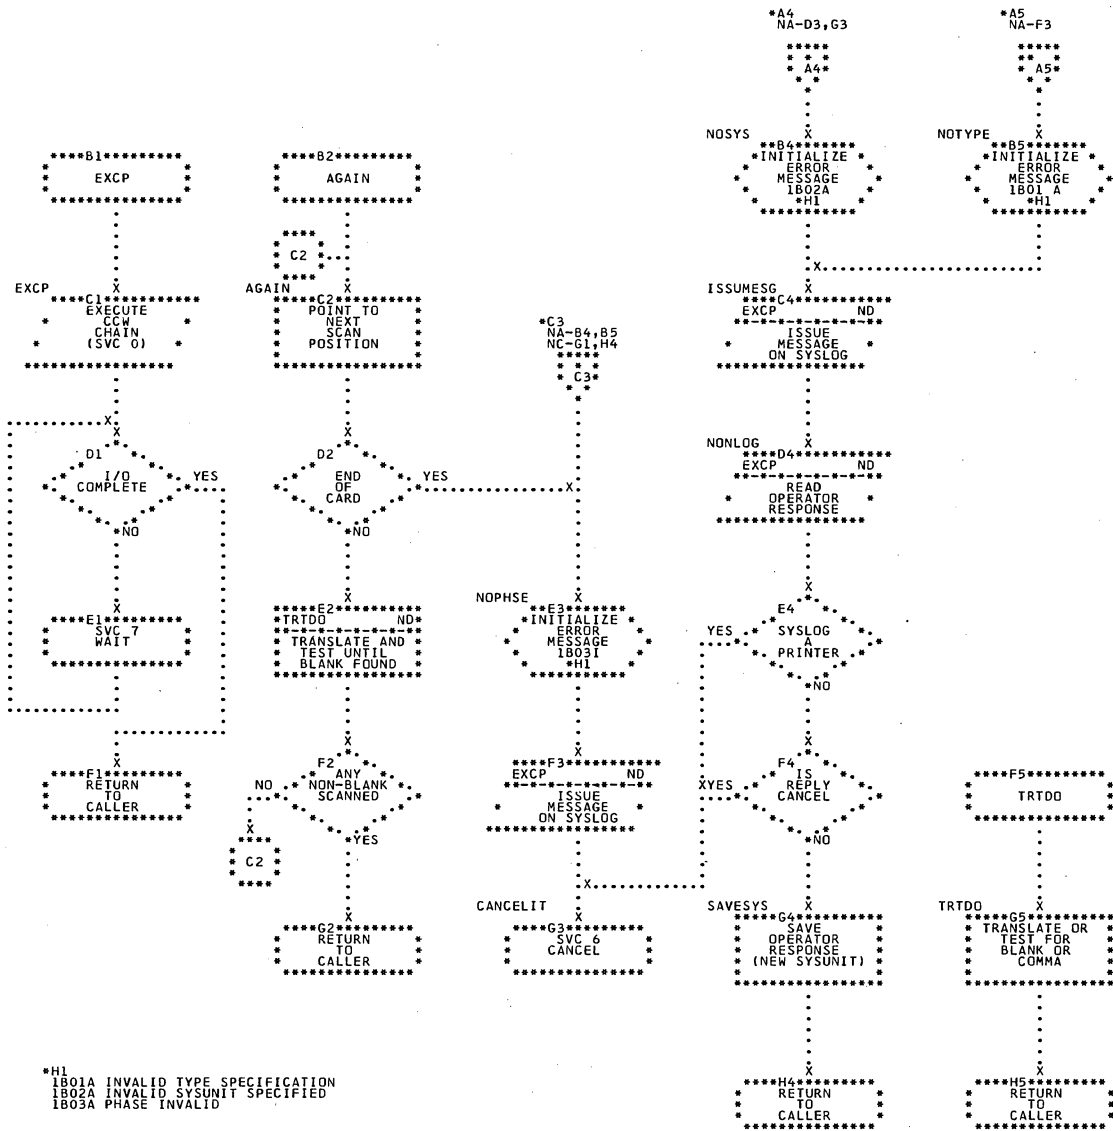 *A4
NA-D3,G3
*A5
NA-F3
A4
A5
NOSYS
NOTYPE
B1
EXCP
B2
AGAIN
B4
INITIALIZE
ERROR
MESSAGE
1B02A
*H1
B5
INITIALIZE
ERROR
MESSAGE
1B01 A
*H1
C2
EXCP
C1
EXECUTE
CCW
CHAIN
(SVC 0)
AGAIN
C2
POINT TO
NEXT
SCAN
POSITION
*C3
NA-B4,B5
NC-G1,H4
C3
ISSUMESG
C4
EXCP ND
ISSUE
MESSAGE
ON SYSLOG
D1
I/O
COMPLETE
YES
NO
D2
END
OF
CARD
YES
NO
NONLOG
D4
EXCP ND
READ
OPERATOR
RESPONSE
E1
SVC 7
WAIT
E2
TRTDO ND
TRANSLATE AND
TEST UNTIL
BLANK FOUND
NOPHSE
E3
INITIALIZE
ERROR
MESSAGE
1B03I
*H1
E4
YES
SYSLOG
A
PRINTER
NO
F1
RETURN
TO
CALLER
F2
NO
ANY
NON-BLANK
SCANNED
YES
C2
F3
EXCP ND
ISSUE
MESSAGE
ON SYSLOG
F4
YES
IS
REPLY
CANCEL
NO
F5
TRTDO
G2
RETURN
TO
CALLER
CANCELIT
G3
SVC 6
CANCEL
SAVESYS
G4
SAVE
OPERATOR
RESPONSE
(NEW SYSUNIT)
TRTDO
G5
TRANSLATE OR
TEST FOR
BLANK OR
COMMA
*H1
1B01A INVALID TYPE SPECIFICATION
1B02A INVALID SYSUNIT SPECIFIED
1B03A PHASE INVALID
H4
RETURN
TO
CALLER
H5
RETURN
TO
CALLER